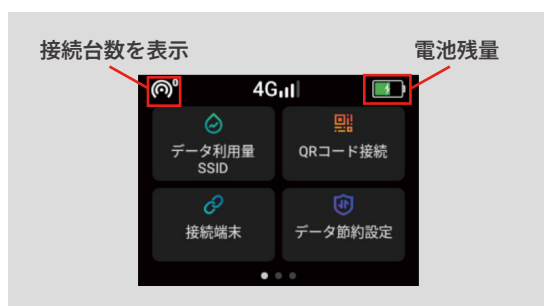 接続台数を表示
電池残量
0
4G
データ利用量
SSID
QRコード接続
接続端末
データ節約設定